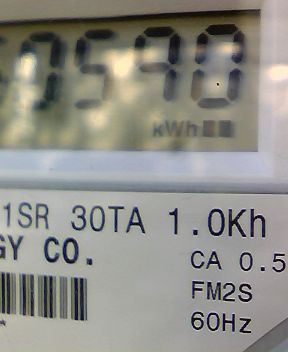 0590
kWh
1SR 30TA 1.0Kh
GY CO.
CA 0.5
FM2S
60Hz